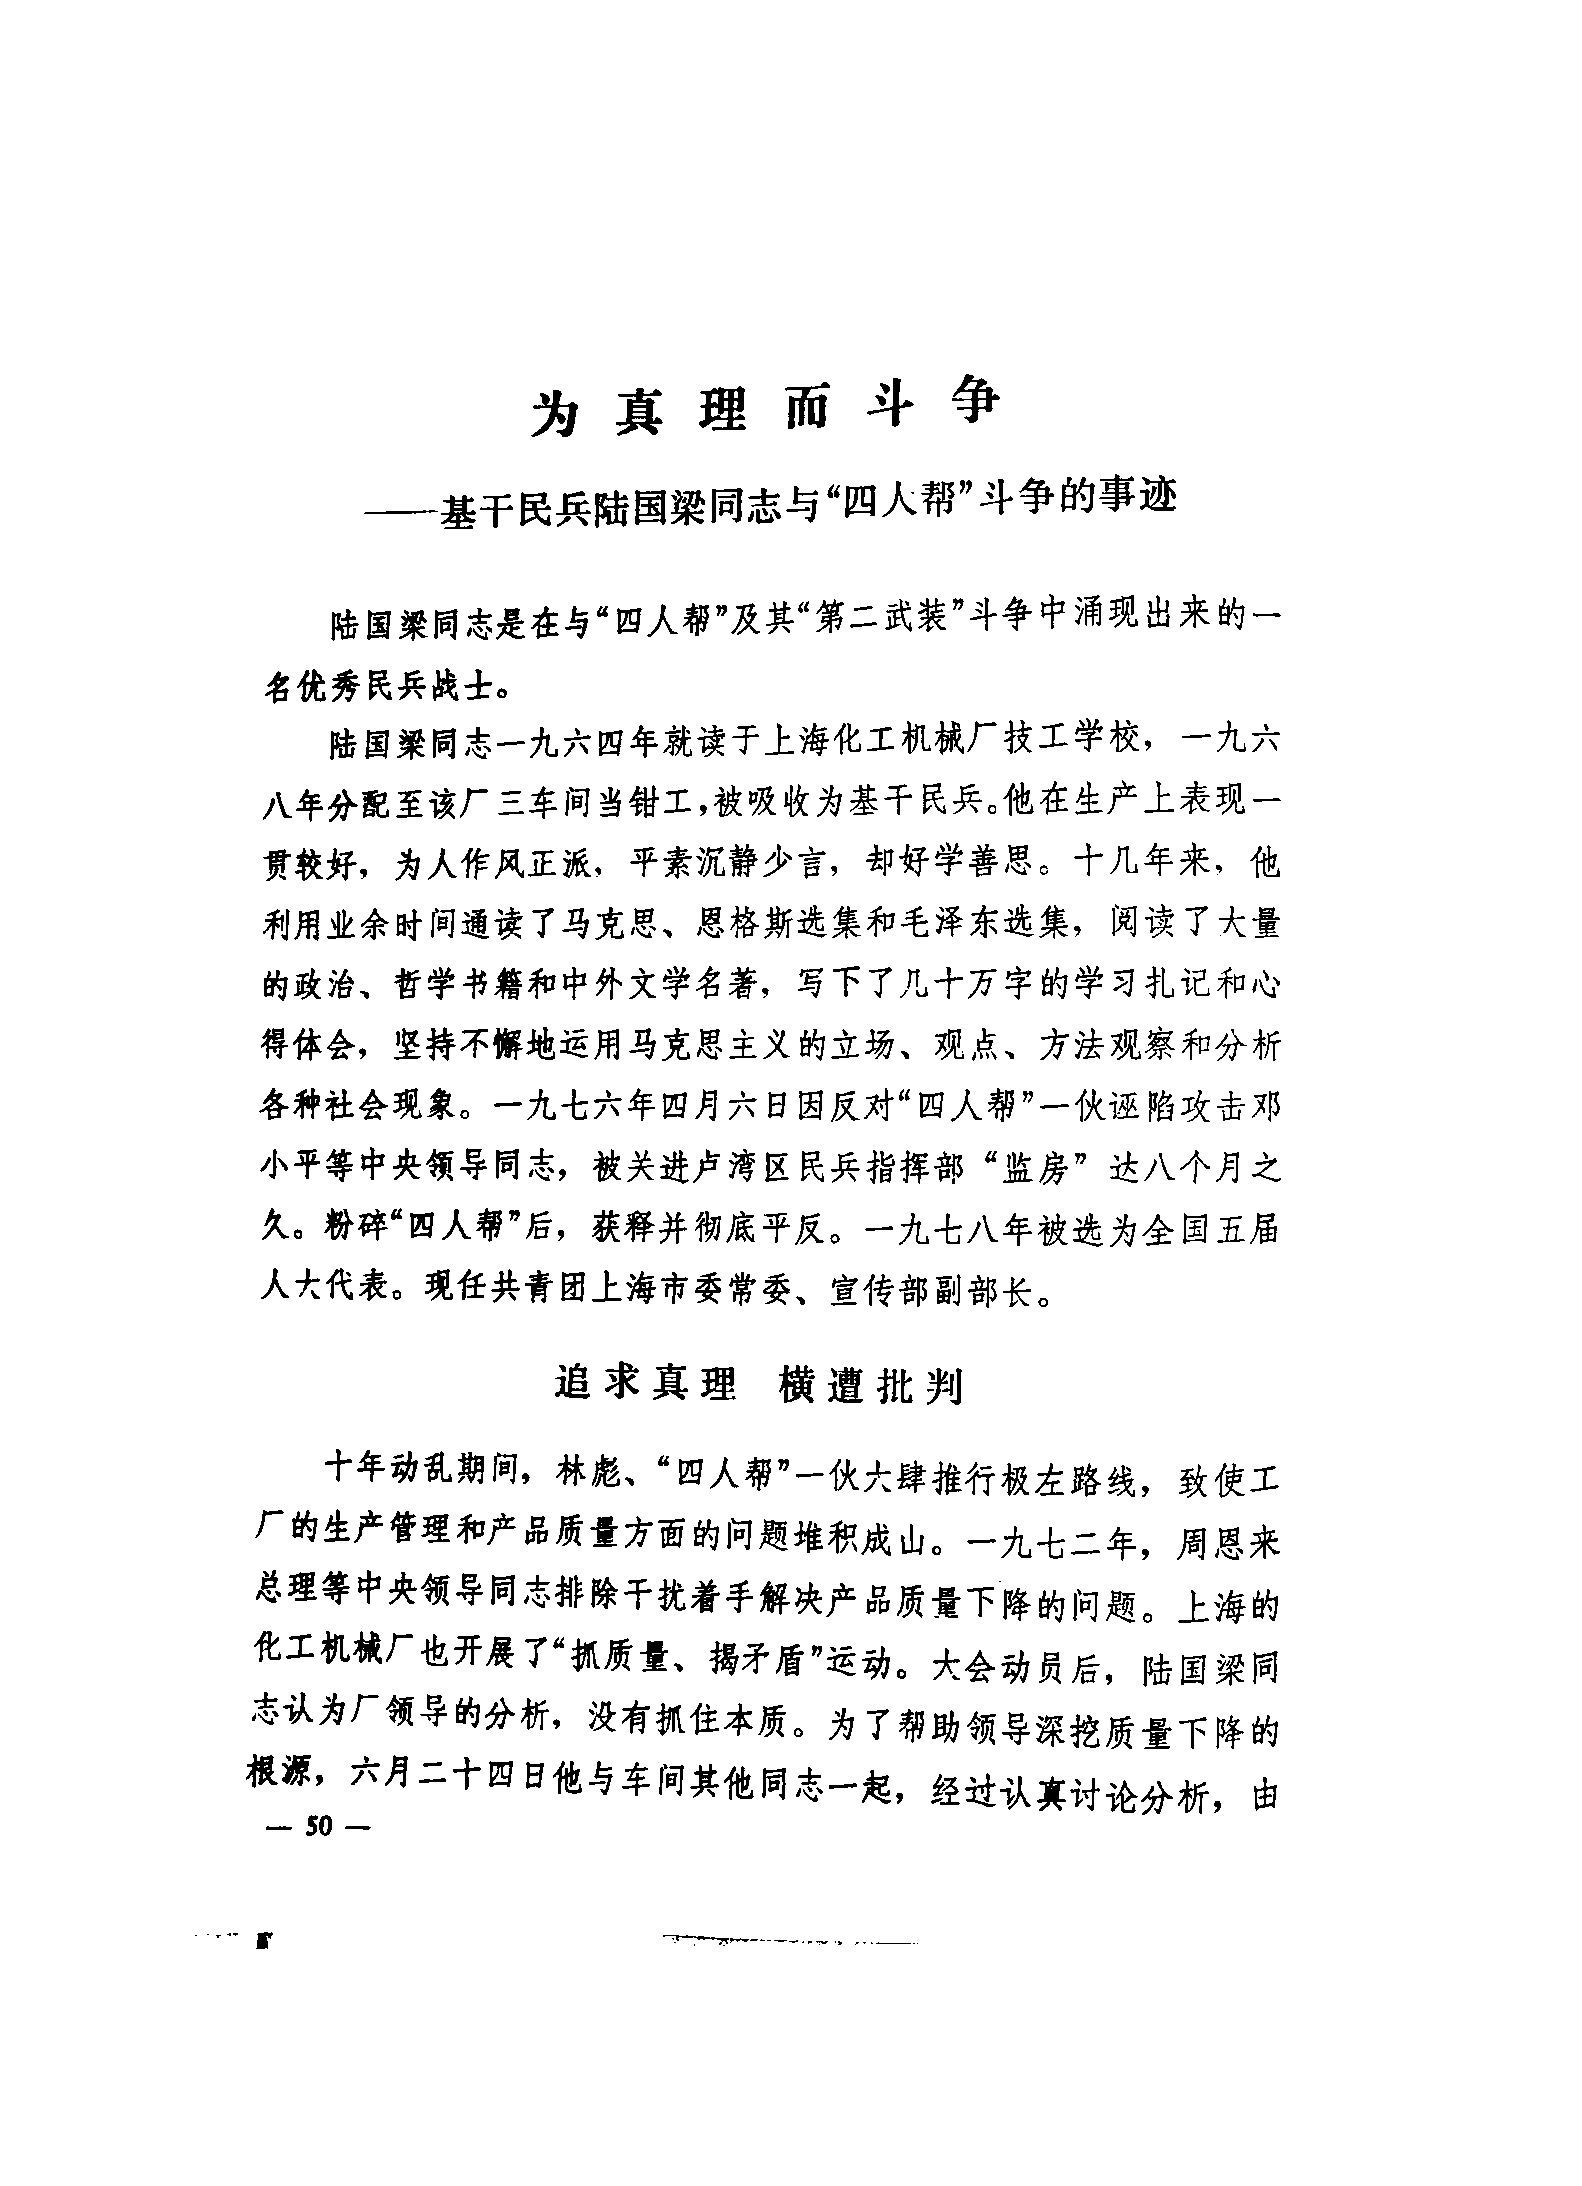 为真理而斗争
——基干民兵陆国梁同志与“四人帮”斗争的事迹
陆国梁同志是在与“四人帮”及其“第二武装”斗争中涌现出来的一
名优秀民兵战士。
陆国梁同志一九六四年就读于上海化工机械厂技工学校，一九六
八年分配至该厂三车间当钳工，被吸收为基干民兵。他在生产上表现一
贯较好，为人作风正派，平素沉静少言，却好学善思。十几年来，他
利用业余时间通读了马克思、恩格斯选集和毛泽东选集，阅读了大量
的政治、哲学书籍和中外文学名著，写下了几十万字的学习扎记和心
得体会，坚持不懈地运用马克思主义的立场、观点、方法观察和分析
各种社会现象。一九七六年四月六日因反对“四人帮”一伙诬陷攻击邓
小平等中央领导同志，被关进卢湾区民兵指挥部“监房”达八个月之
久。粉碎“四人帮”后，获释并彻底平反。一九七八年被选为全国五届
人大代表。现任共青团上海市委常委、宣传部副部长。
追求真理 横遭批判
十年动乱期间，林彪、“四人帮”一伙大肆推行极左路线，致使工
厂的生产管理和产品质量方面的问题堆积成山。一九七二年，周恩来
总理等中央领导同志排除干扰着手解决产品质量下降的问题。上海的
化工机械厂也开展了“抓质量、揭矛盾”运动。大会动员后，陆国梁同
志认为厂领导的分析，没有抓住本质。为了帮助领导深挖质量下降的
根源，六月二十四日他与车间其他同志一起，经过认真讨论分析，由
— 50 —